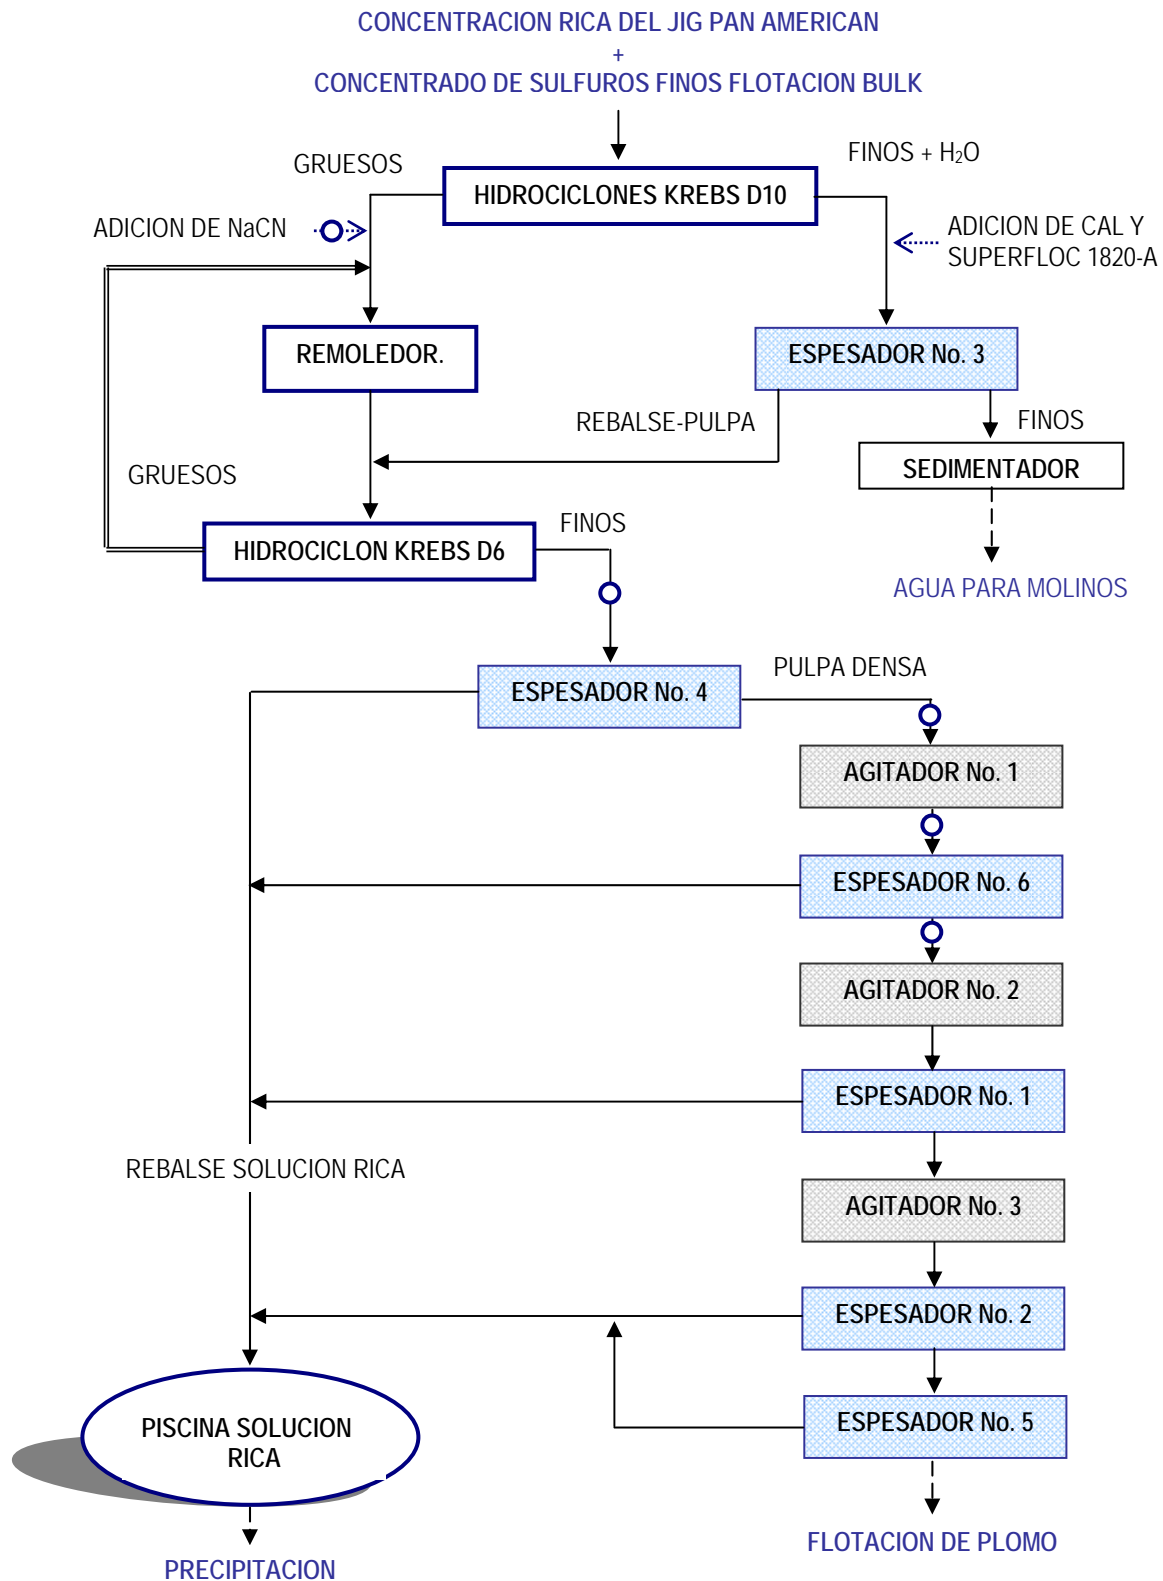 CONCENTRACION RICA DEL JIG PAN AMERICAN
+
CONCENTRADO DE SULFUROS FINOS FLOTACION BULK
GRUESOS
FINOS + H₂O
HIDROCICLONES KREBS D10
ADICION DE NaCN
ADICION DE CAL Y
SUPERFLOC 1820-A
REMOLEDOR.
ESPESADOR No. 3
REBALSE-PULPA
FINOS
GRUESOS
SEDIMENTADOR
FINOS
HIDROCICLON KREBS D6
AGUA PARA MOLINOS
PULPA DENSA
ESPESADOR No. 4
AGITADOR No. 1
ESPESADOR No. 6
AGITADOR No. 2
ESPESADOR No. 1
REBALSE SOLUCION RICA
AGITADOR No. 3
ESPESADOR No. 2
PISCINA SOLUCION
RICA
ESPESADOR No. 5
FLOTACION DE PLOMO
PRECIPITACION